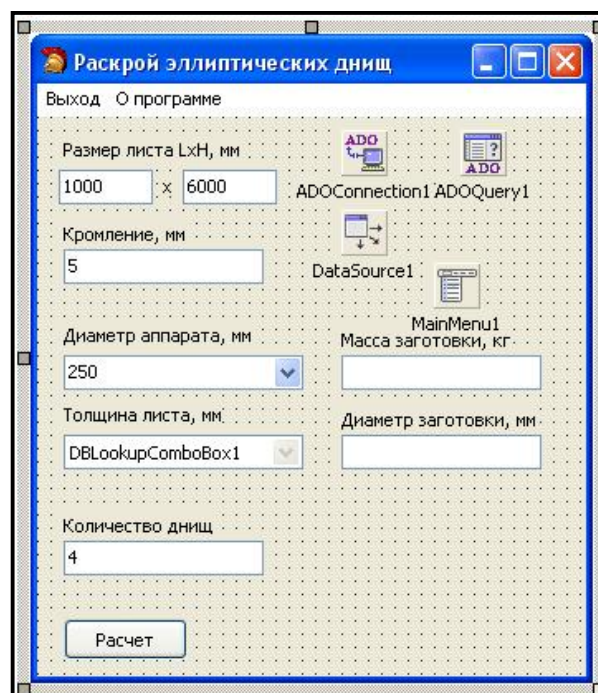 Раскрой эллиптических днищ
Выход О программе
Размер листа LxH, мм
1000 x 6000
ADO
?
ADO
ADOConnection1 ADOQuery1
Кромление, мм
5
DataSource1
MainMenu1
Диаметр аппарата, мм
Масса заготовки, кг
250
Толщина листа, мм
Диаметр заготовки, мм
DBLookupComboBox1
Количество днищ
4
Расчет